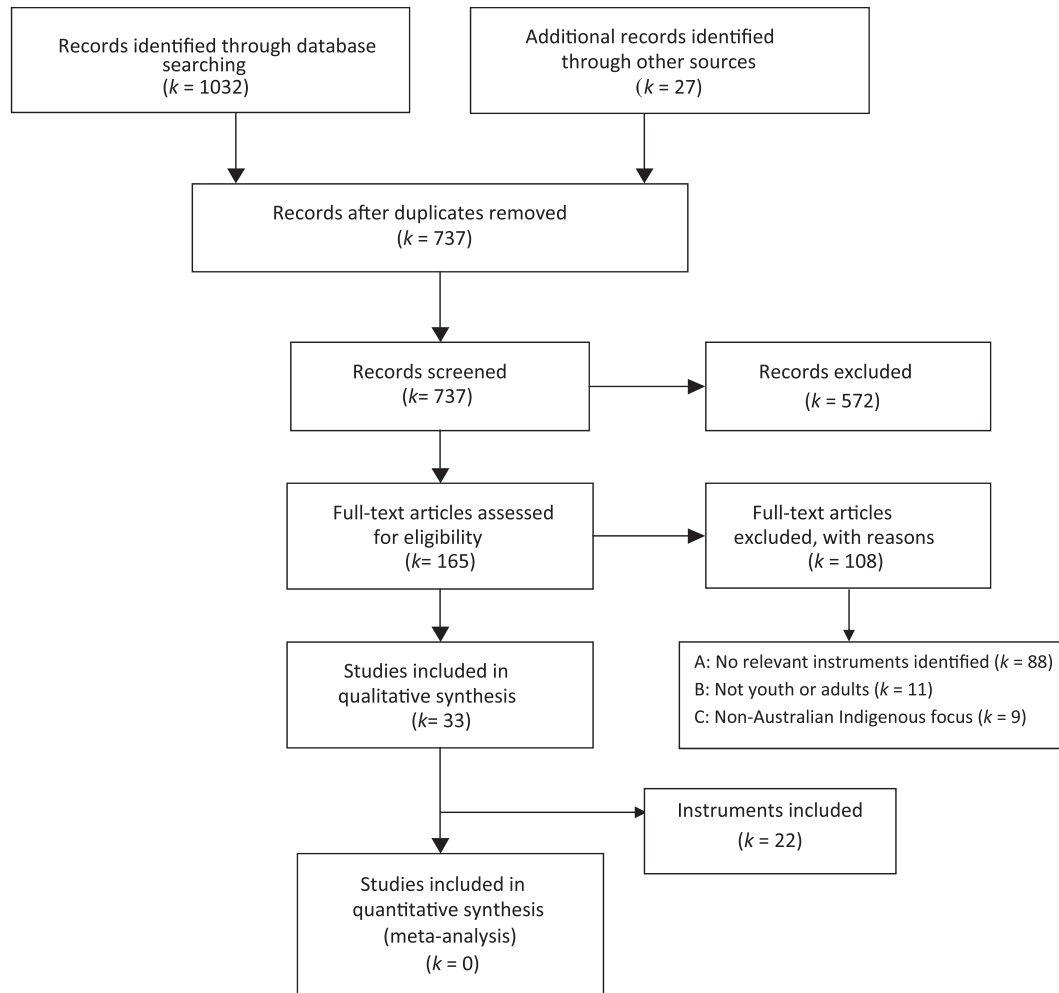 Records identified through database
searching
(k = 1032)
Additional records identified
through other sources
(k = 27)
Records after duplicates removed
(k = 737)
Records screened
(k= 737)
Records excluded
(k = 572)
Full-text articles assessed
for eligibility
(k= 165)
Full-text articles
excluded, with reasons
(k = 108)
A: No relevant instruments identified (k = 88)
B: Not youth or adults (k = 11)
C: Non-Australian Indigenous focus (k = 9)
Studies included in
qualitative synthesis
(k= 33)
Instruments included
(k = 22)
Studies included in
quantitative synthesis
(meta-analysis)
(k = 0)